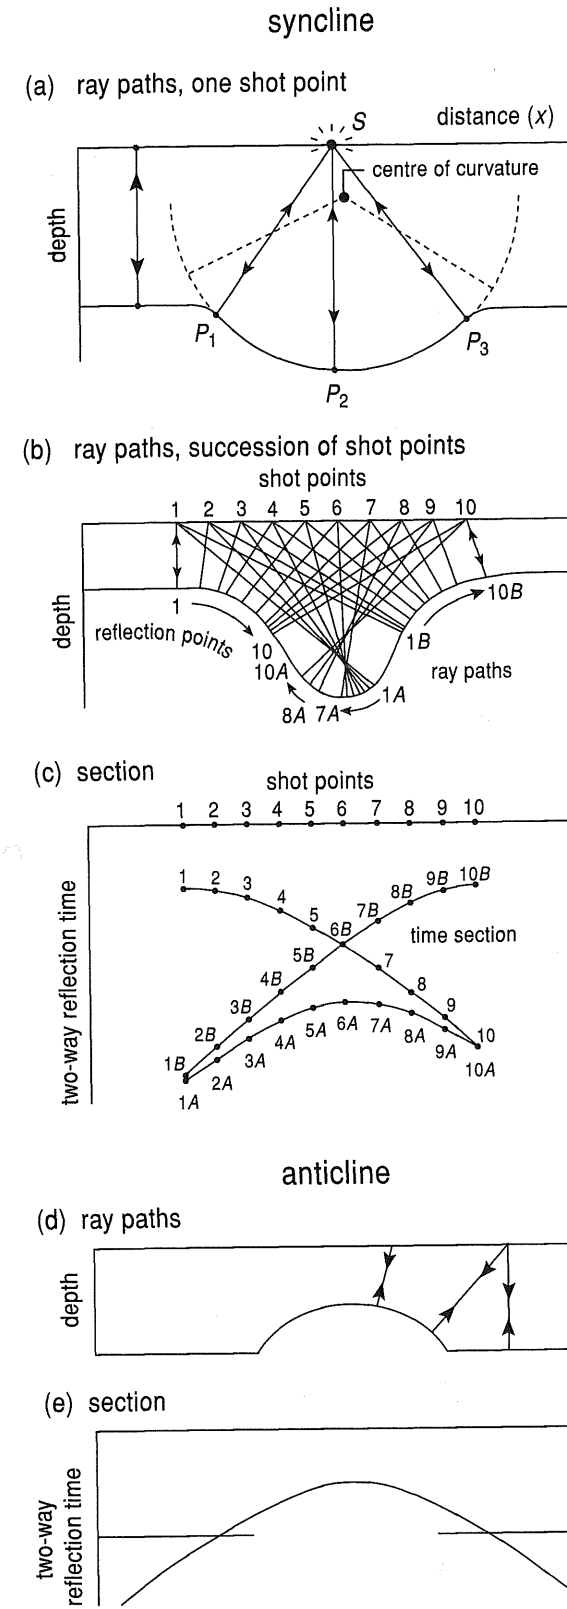 syncline
(a) ray paths, one shot point
S
distance (x)
centre of curvature
depth
P1
P3
P2
(b) ray paths, succession of shot points
shot points
1 2 3 4 5 6 7 8 9 10
depth
1
reflection points
10
10A
8A 7A
1A
1B
10B
ray paths
(c) section
shot points
1 2 3 4 5 6 7 8 9 10
two-way reflection time
1 2 3 4 5 6B 7B 8B 9B 10B
time section
5B 7
4B 8
3B 9
2B 10
1B
1A 2A 3A 4A 5A 6A 7A 8A 9A 10A
anticline
(d) ray paths
depth
(e) section
two-way
reflection time